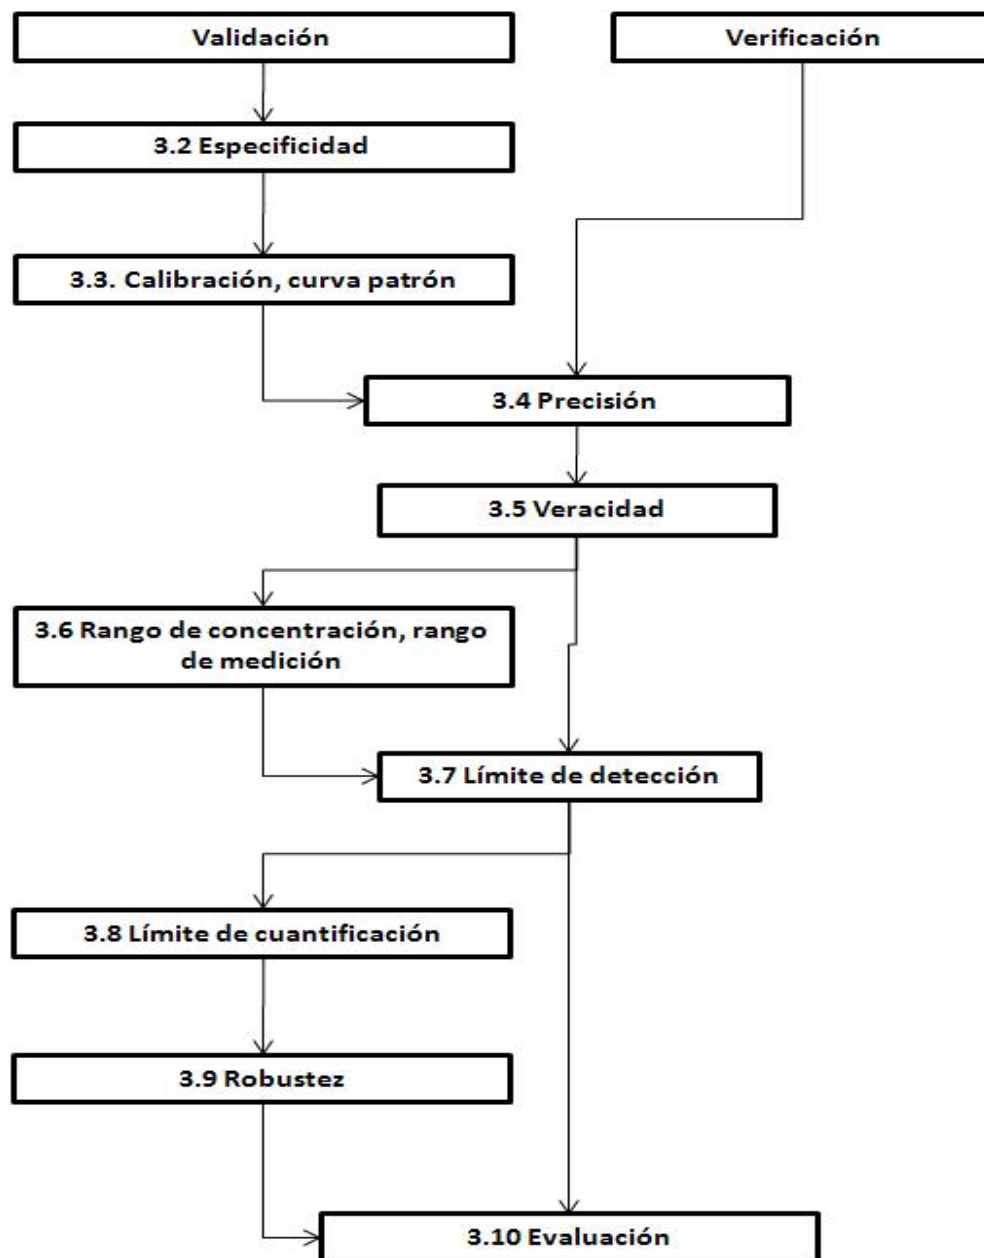 Validación
Verificación
3.2 Especificidad
3.3. Calibración, curva patrón
3.4 Precisión
3.5 Veracidad
3.6 Rango de concentración, rango
de medición
3.7 Límite de detección
3.8 Límite de cuantificación
3.9 Robustez
3.10 Evaluación